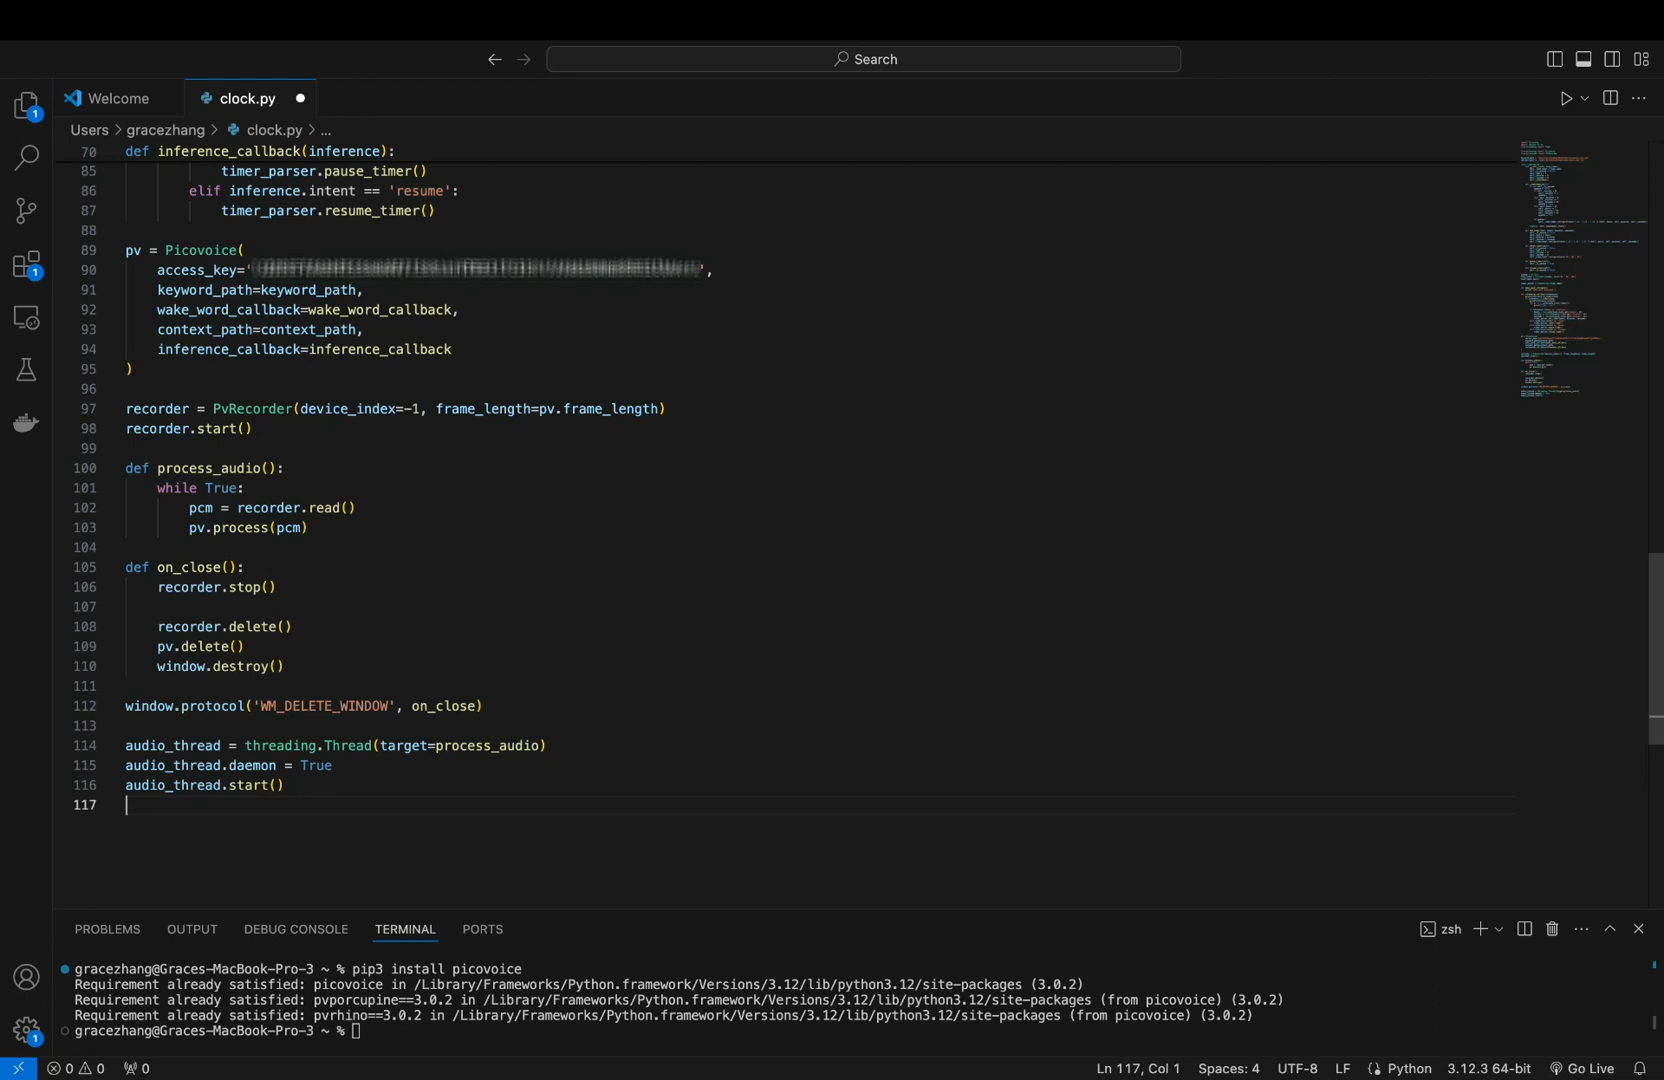 Search
1
Welcome
clock.py
Users > gracezhang > clock.py > ...
70 def inference_callback(inference):
85 timer_parser.pause_timer()
86 elif inference.intent == 'resume':
87 timer_parser.resume_timer()
88
89 pv = Picovoice(
90 access_key=' ',
91 keyword_path=keyword_path,
92 wake_word_callback=wake_word_callback,
93 context_path=context_path,
94 inference_callback=inference_callback
95 )
96
97 recorder = PvRecorder(device_index=-1, frame_length=pv.frame_length)
98 recorder.start()
99
100 def process_audio():
101 while True:
102 pcm = recorder.read()
103 pv.process(pcm)
104
105 def on_close():
106 recorder.stop()
107
108 recorder.delete()
109 pv.delete()
110 window.destroy()
111
112 window.protocol('WM_DELETE_WINDOW', on_close)
113
114 audio_thread = threading.Thread(target=process_audio)
115 audio_thread.daemon = True
116 audio_thread.start()
117
1
PROBLEMS OUTPUT DEBUG CONSOLE TERMINAL PORTS
zsh
gracezhang@Graces-MacBook-Pro-3 ~ % pip3 install picovoice
Requirement already satisfied: picovoice in /Library/Frameworks/Python.framework/Versions/3.12/lib/python3.12/site-packages (3.0.2)
Requirement already satisfied: pvporcupine==3.0.2 in /Library/Frameworks/Python.framework/Versions/3.12/lib/python3.12/site-packages (from picovoice) (3.0.2)
Requirement already satisfied: pvrhino==3.0.2 in /Library/Frameworks/Python.framework/Versions/3.12/lib/python3.12/site-packages (from picovoice) (3.0.2)
gracezhang@Graces-MacBook-Pro-3 ~ %
1
0 0 0 Ln 117, Col 1 Spaces: 4 UTF-8 LF Python 3.12.3 64-bit Go Live